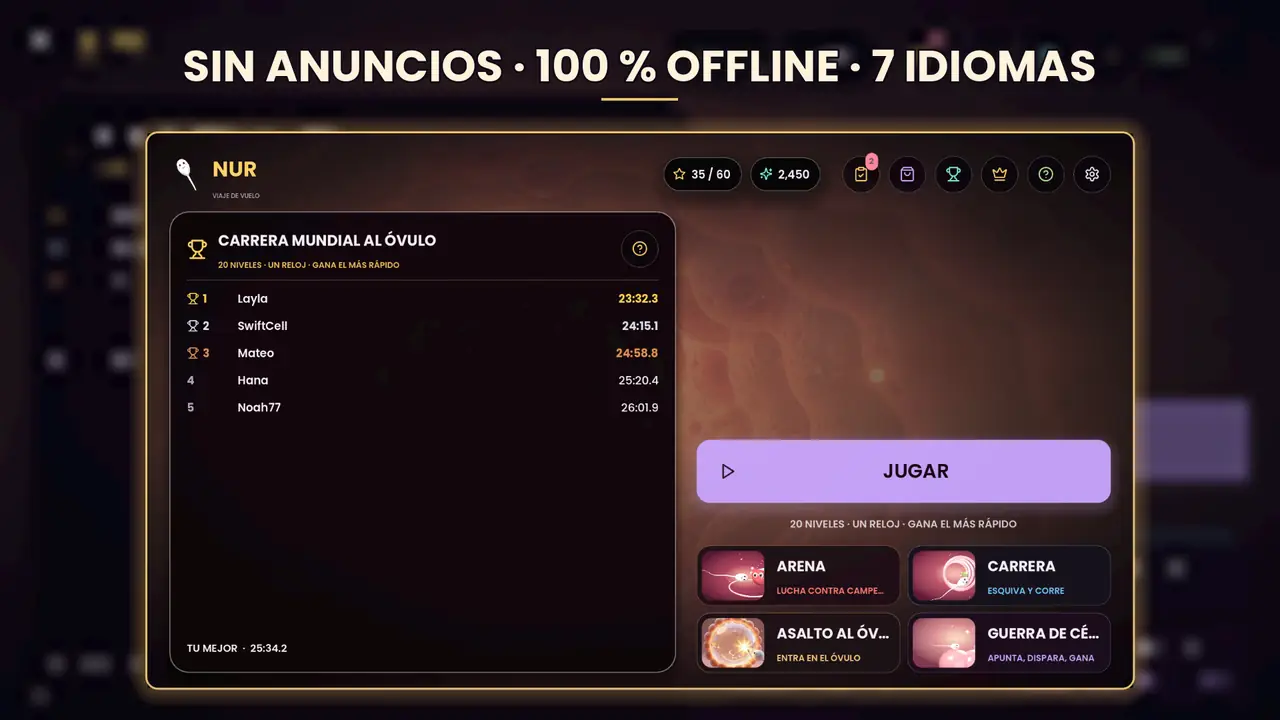 SIN ANUNCIOS · 100 % OFFLINE · 7 IDIOMAS
NUR
VIAJE DE VUELO
35 / 60
2,450
2
CARRERA MUNDIAL AL ÓVULO
20 NIVELES · UN RELOJ · GANA EL MÁS RÁPIDO
1 Layla 23:32.3
2 SwiftCell 24:15.1
3 Mateo 24:58.8
4 Hana 25:20.4
5 Noah77 26:01.9
TU MEJOR · 25:34.2
JUGAR
20 NIVELES · UN RELOJ · GANA EL MÁS RÁPIDO
ARENA
LUCHA CONTRA CAMPE...
CARRERA
ESQUIVA Y CORRE
ASALTO AL ÓV...
ENTRA EN EL ÓVULO
GUERRA DE CÉ...
APUNTA, DISPARA, GANA